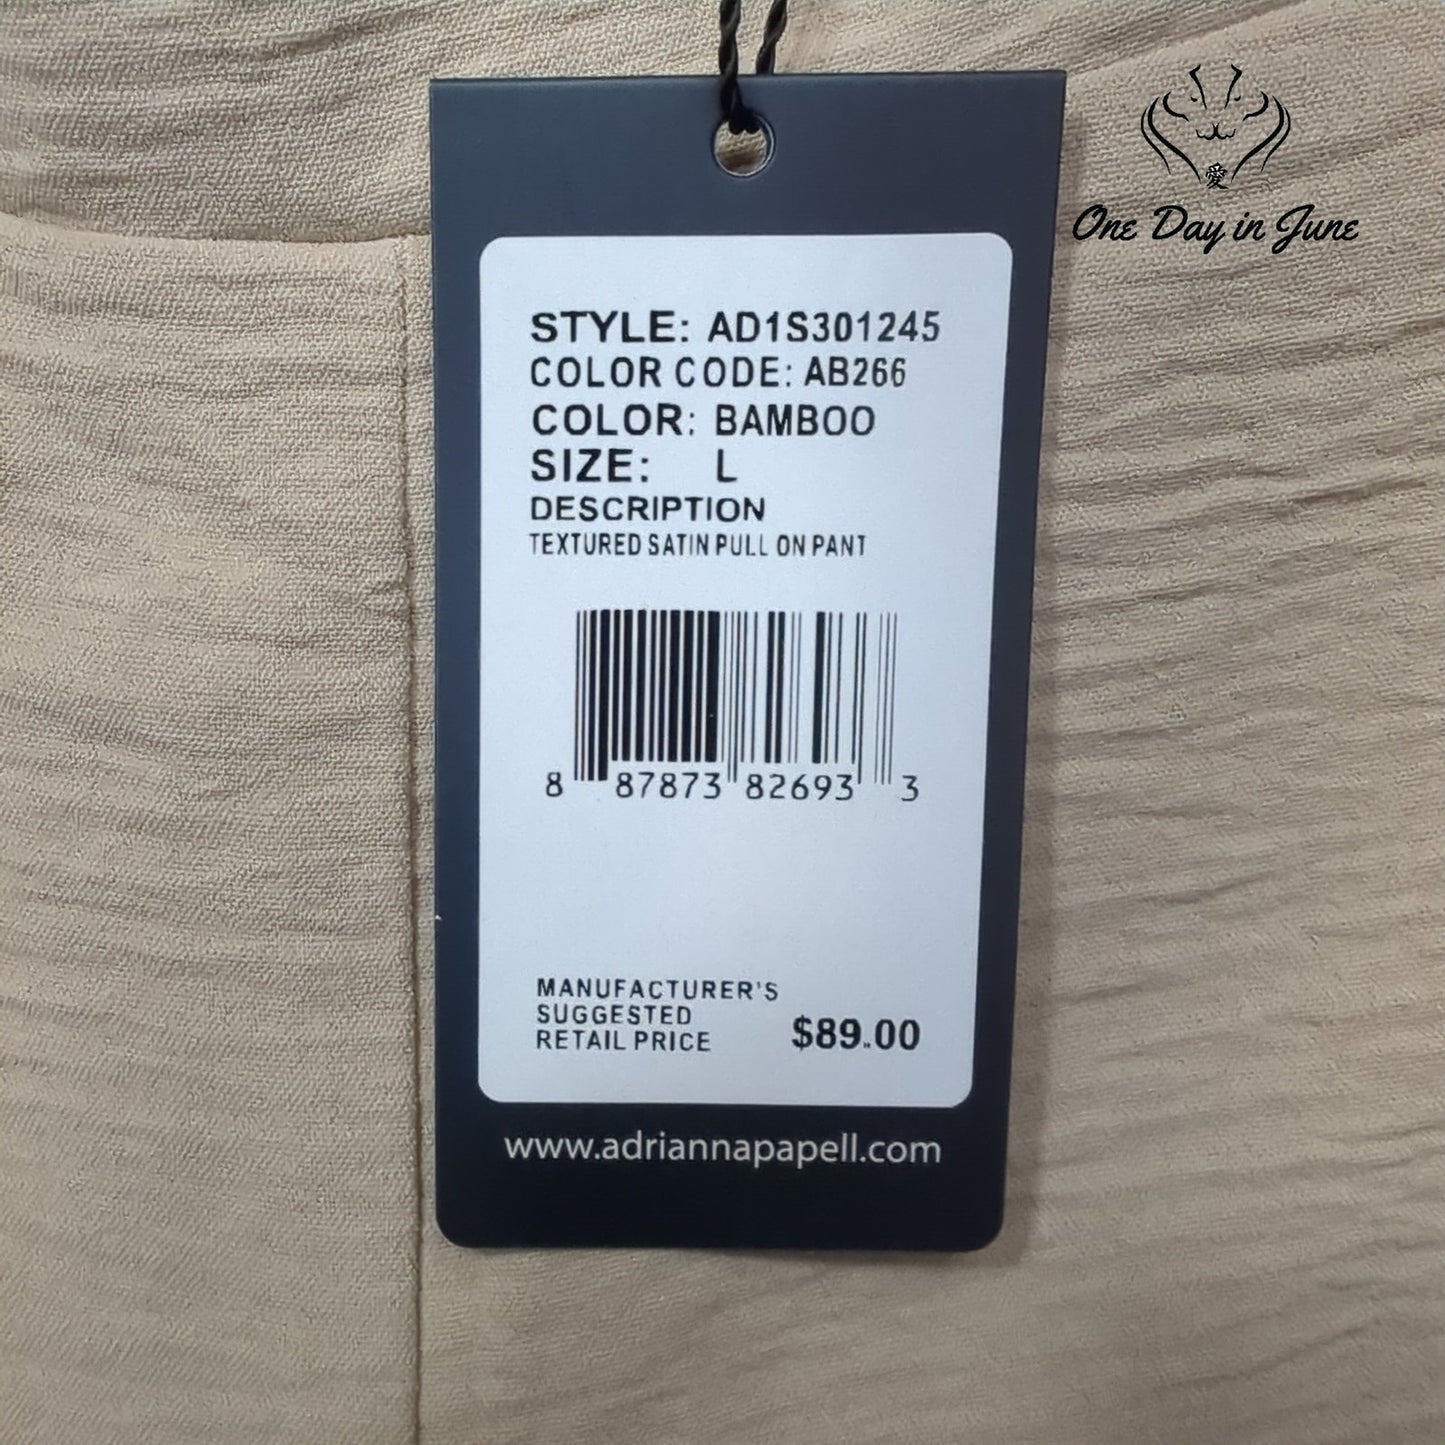 愛
One Day in June
STYLE: AD1S301245
COLOR CODE: AB266
COLOR: BAMBOO
SIZE: L
DESCRIPTION
TEXTURED SATIN PULL ON PANT
8 87873 82693 3
MANUFACTURER'S
SUGGESTED
RETAIL PRICE $89.00
www.adriannapapell.com